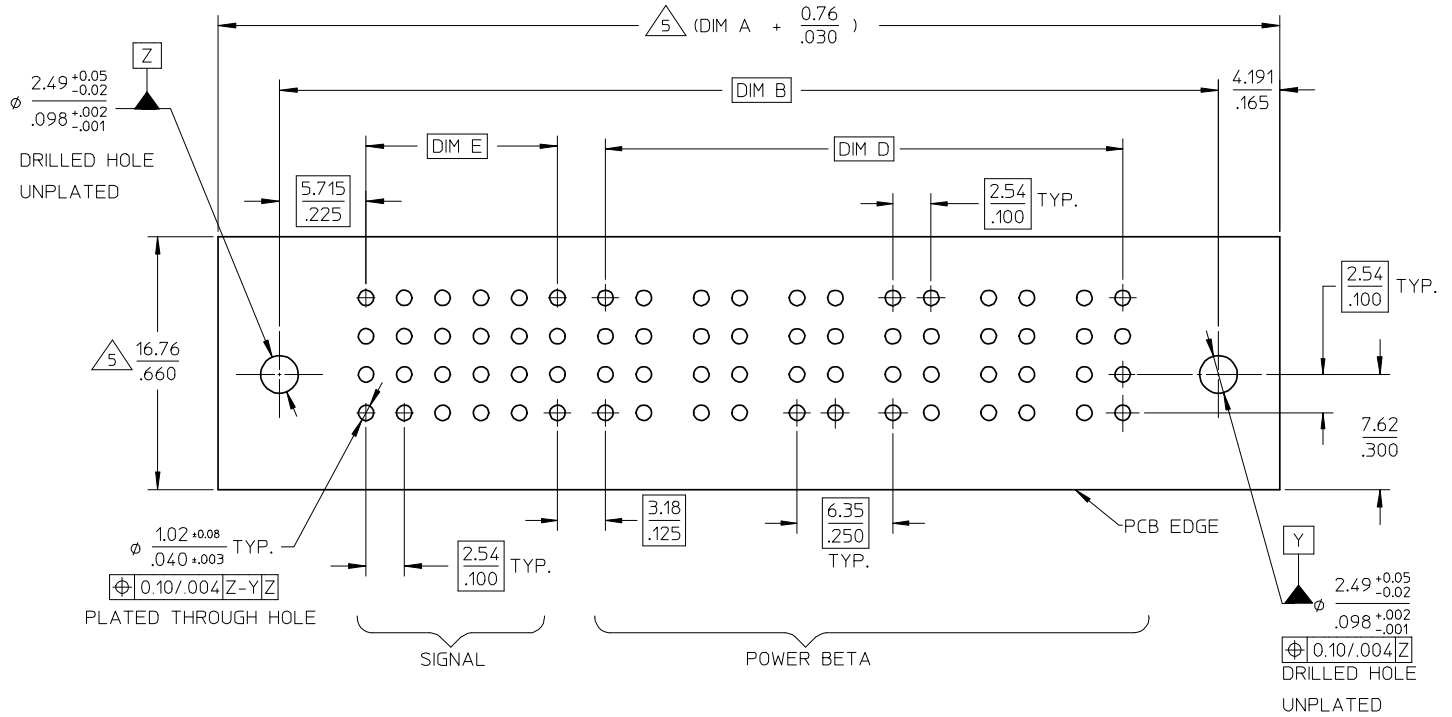 5 (DIM A + 0.76 / .030 )
Z
ø 2.49 +0.05 -0.02
.098 +.002 -.001
DRILLED HOLE
UNPLATED
DIM B
4.191
.165
DIM E
DIM D
5.715
.225
2.54
.100 TYP.
2.54
.100 TYP.
5 16.76
.660
7.62
.300
3.18
.125
6.35
.250
TYP.
PCB EDGE
ø 1.02 ±0.08
.040 ±.003 TYP.
⌖ 0.10/.004 Z-Y Z
PLATED THROUGH HOLE
2.54
.100 TYP.
Y
ø 2.49 +0.05 -0.02
.098 +.002 -.001
⌖ 0.10/.004 Z
DRILLED HOLE
UNPLATED
SIGNAL
POWER BETA